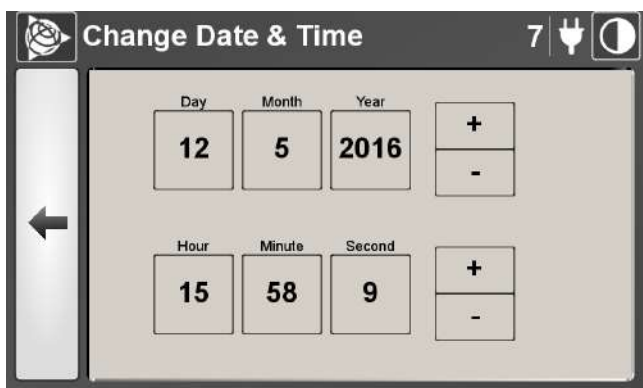 Change Date & Time 7
Day Month Year
12 5 2016 +
-
Hour Minute Second
15 58 9 +
-